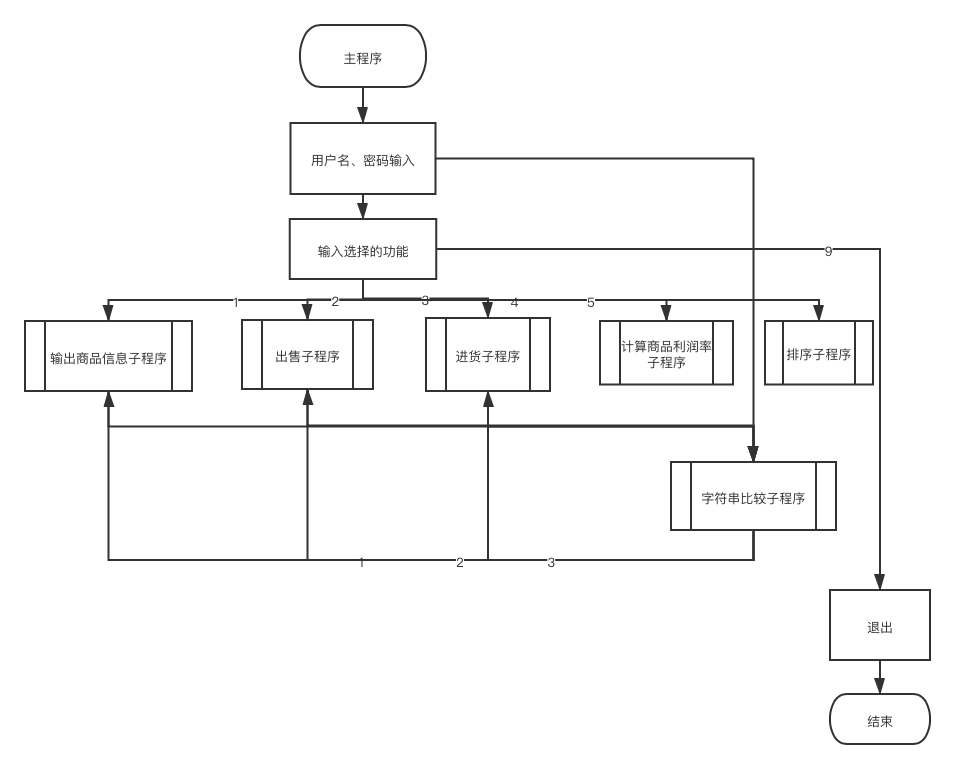 主程序
用户名、密码输入
输入选择的功能
9
1
2
3
4
5
输出商品信息子程序
出售子程序
进货子程序
计算商品利润率
子程序
排序子程序
字符串比较子程序
1
2
3
退出
结束